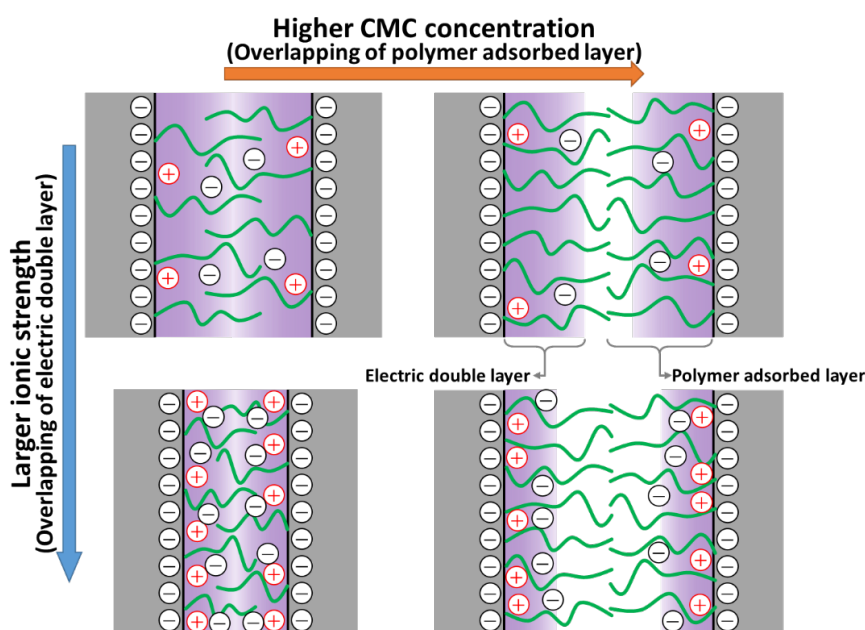 Higher CMC concentration
(Overlapping of polymer adsorbed layer)
Larger ionic strength
(Overlapping of electric double layer)
Electric double layer
Polymer adsorbed layer